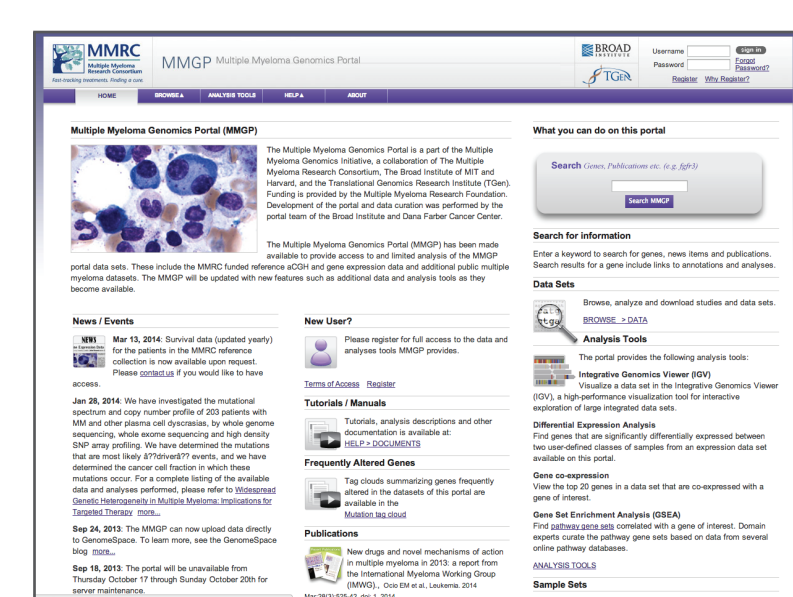 MMRC
Multiple Myeloma
Research Consortium
Fast-tracking treatments. Finding a cure.
MMGP Multiple Myeloma Genomics Portal
BROAD
INSTITUTE
TGEN
Username
sign in
Password
Forgot
Password?
Register Why Register?
HOME BROWSE▲ ANALYSIS TOOLS HELP▲ ABOUT
Multiple Myeloma Genomics Portal (MMGP)
The Multiple Myeloma Genomics Portal is a part of the Multiple
Myeloma Genomics Initiative, a collaboration of The Multiple
Myeloma Research Consortium, The Broad Institute of MIT and
Harvard, and the Translational Genomics Research Institute (TGen).
Funding is provided by the Multiple Myeloma Research Foundation.
Development of the portal and data curation was performed by the
portal team of the Broad Institute and Dana Farber Cancer Center.
The Multiple Myeloma Genomics Portal (MMGP) has been made
available to provide access to and limited analysis of the MMGP
portal data sets. These include the MMRC funded reference aCGH and gene expression data and additional public multiple
myeloma datasets. The MMGP will be updated with new features such as additional data and analysis tools as they
become available.
News / Events
NEWS
Mar 13, 2014: Survival data (updated yearly)
for the patients in the MMRC reference
collection is now available upon request.
Please contact us if you would like to have
access.
Jan 28, 2014: We have investigated the mutational
spectrum and copy number profile of 203 patients with
MM and other plasma cell dyscrasias, by whole genome
sequencing, whole exome sequencing and high density
SNP array profiling. We have determined the mutations
that are most likely â??driverâ?? events, and we have
determined the cancer cell fraction in which these
mutations occur. For a complete listing of the available
data and analyses performed, please refer to Widespread
Genetic Heterogeneity in Multiple Myeloma: Implications for
Targeted Therapy more...
Sep 24, 2013: The MMGP can now upload data directly
to GenomeSpace. To learn more, see the GenomeSpace
blog more...
Sep 18, 2013: The portal will be unavailable from
Thursday October 17 through Sunday October 20th for
server maintenance.
New User?
Please register for full access to the data and
analyses tools MMGP provides.
Terms of Access Register
Tutorials / Manuals
Tutorials, analysis descriptions and other
documentation is available at:
HELP > DOCUMENTS
Frequently Altered Genes
Tag clouds summarizing genes frequently
altered in the datasets of this portal are
available in the
Mutation tag cloud
Publications
New drugs and novel mechanisms of action
in multiple myeloma in 2013: a report from
the International Myeloma Working Group
(IMWG)., Ocio EM et al., Leukemia. 2014
Mar;28(3):525-42. doi: 1, 2014
What you can do on this portal
Search Genes, Publications etc. (e.g. fgfr3)
Search MMGP
Search for information
Enter a keyword to search for genes, news items and publications.
Search results for a gene include links to annotations and analyses.
Data Sets
Browse, analyze and download studies and data sets.
BROWSE > DATA
Analysis Tools
The portal provides the following analysis tools:
Integrative Genomics Viewer (IGV)
Visualize a data set in the Integrative Genomics Viewer
(IGV), a high-performance visualization tool for interactive
exploration of large integrated data sets.
Differential Expression Analysis
Find genes that are significantly differentially expressed between
two user-defined classes of samples from an expression data set
available on this portal.
Gene co-expression
View the top 20 genes in a data set that are co-expressed with a
gene of interest.
Gene Set Enrichment Analysis (GSEA)
Find pathway gene sets correlated with a gene of interest. Domain
experts curate the pathway gene sets based on data from several
online pathway databases.
ANALYSIS TOOLS
Sample Sets